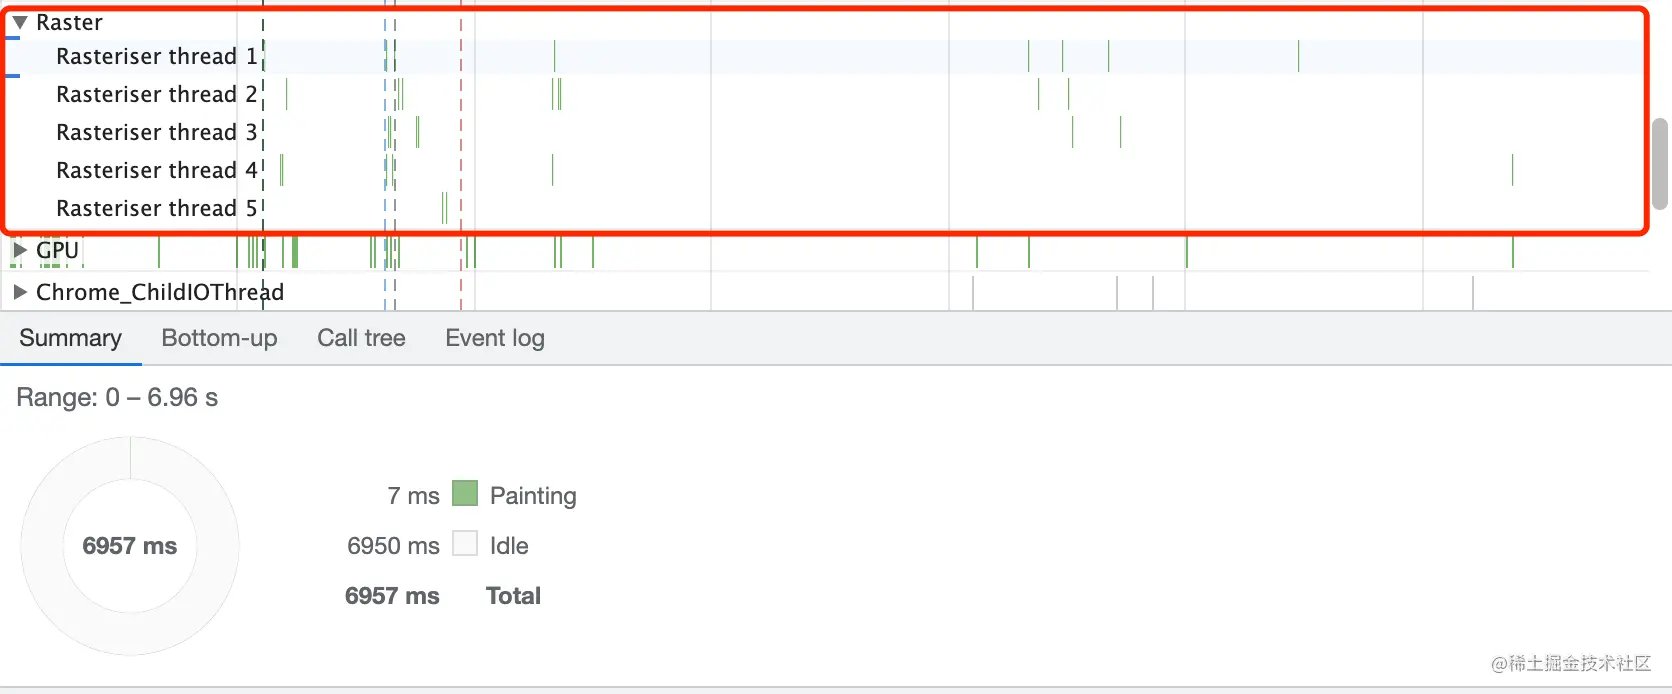 Raster
Rasteriser thread 1
Rasteriser thread 2
Rasteriser thread 3
Rasteriser thread 4
Rasteriser thread 5
GPU
Chrome_ChildIOThread
Summary Bottom-up Call tree Event log
Range: 0 – 6.96 s
6957 ms
7 ms Painting
6950 ms Idle
6957 ms Total
@稀土掘金技术社区